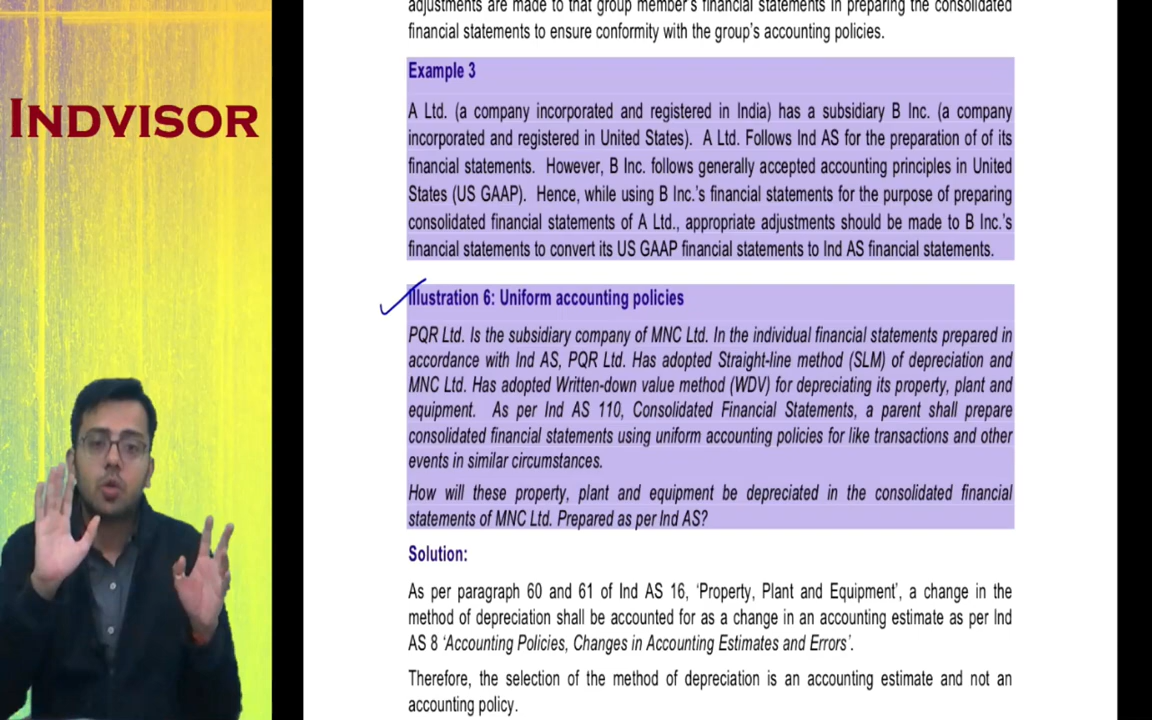 INDVISOR
adjustments are made to that group member's financial statements in preparing the consolidated
financial statements to ensure conformity with the group's accounting policies.
Example 3
A Ltd. (a company incorporated and registered in India) has a subsidiary B Inc. (a company
incorporated and registered in United States). A Ltd. Follows Ind AS for the preparation of of its
financial statements. However, B Inc. follows generally accepted accounting principles in United
States (US GAAP). Hence, while using B Inc.'s financial statements for the purpose of preparing
consolidated financial statements of A Ltd., appropriate adjustments should be made to B Inc.'s
financial statements to convert its US GAAP financial statements to Ind AS financial statements.
Illustration 6: Uniform accounting policies
PQR Ltd. Is the subsidiary company of MNC Ltd. In the individual financial statements prepared in
accordance with Ind AS, PQR Ltd. Has adopted Straight-line method (SLM) of depreciation and
MNC Ltd. Has adopted Written-down value method (WDV) for depreciating its property, plant and
equipment. As per Ind AS 110, Consolidated Financial Statements, a parent shall prepare
consolidated financial statements using uniform accounting policies for like transactions and other
events in similar circumstances.
How will these property, plant and equipment be depreciated in the consolidated financial
statements of MNC Ltd. Prepared as per Ind AS?
Solution:
As per paragraph 60 and 61 of Ind AS 16, 'Property, Plant and Equipment', a change in the
method of depreciation shall be accounted for as a change in an accounting estimate as per Ind
AS 8 'Accounting Policies, Changes in Accounting Estimates and Errors'.
Therefore, the selection of the method of depreciation is an accounting estimate and not an
accounting policy.